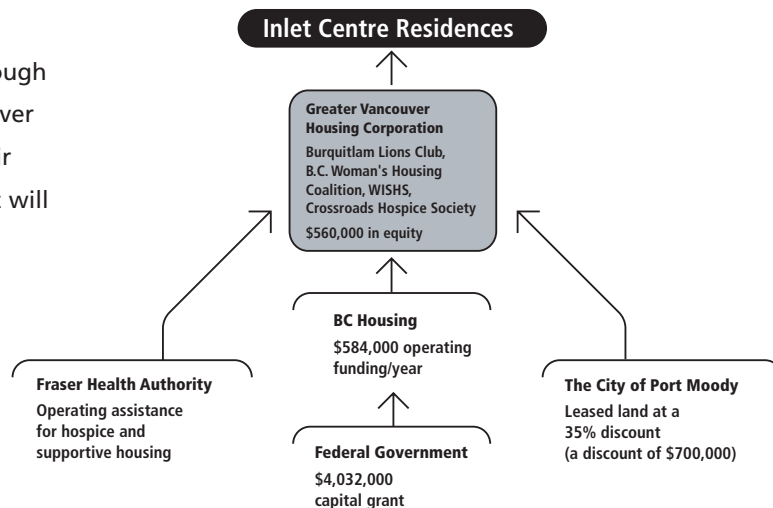 Inlet Centre Residences
ough
ver
r
will
Greater Vancouver
Housing Corporation
Burquitlam Lions Club,
B.C. Woman's Housing
Coalition, WISHS,
Crossroads Hospice Society
$560,000 in equity
BC Housing
$584,000 operating
funding/year
Fraser Health Authority
Operating assistance
for hospice and
supportive housing
The City of Port Moody
Leased land at a
35% discount
(a discount of $700,000)
Federal Government
$4,032,000
capital grant